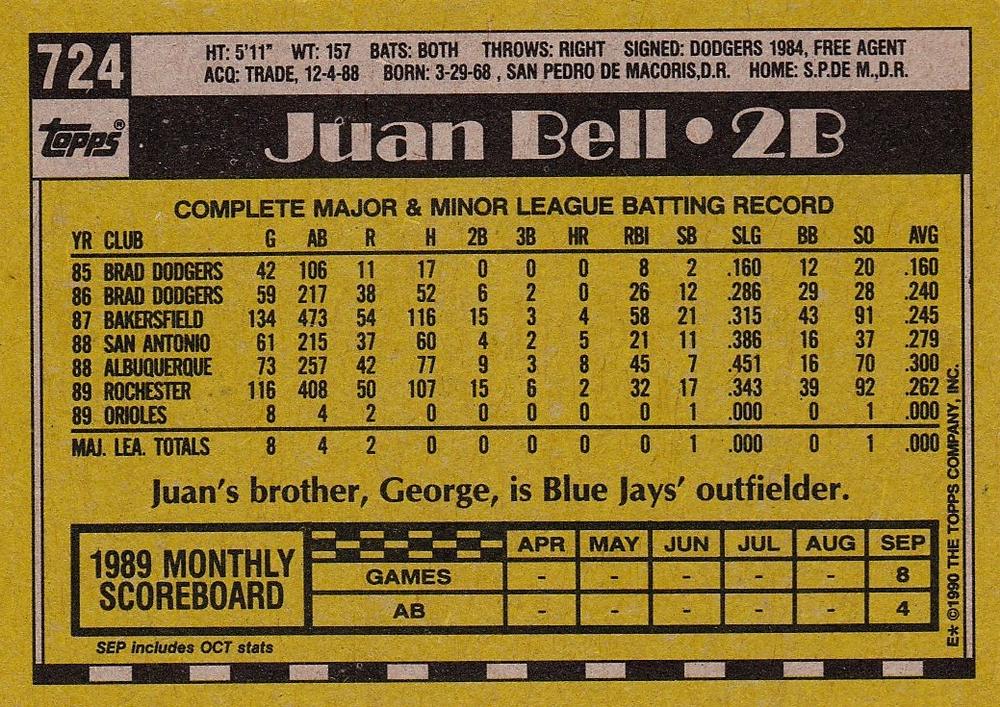 724
HT: 5'11" WT: 157 BATS: BOTH THROWS: RIGHT SIGNED: DODGERS 1984, FREE AGENT
ACQ: TRADE, 12-4-88 BORN: 3-29-68 , SAN PEDRO DE MACORIS,D.R. HOME: S.P.DE M.,D.R.
topps®
Juan Bell • 2B
COMPLETE MAJOR & MINOR LEAGUE BATTING RECORD
YR CLUB G AB R H 2B 3B HR RBI SB SLG BB SO AVG
85 BRAD DODGERS 42 106 11 17 0 0 0 8 2 .160 12 20 .160
86 BRAD DODGERS 59 217 38 52 6 2 0 26 12 .286 29 28 .240
87 BAKERSFIELD 134 473 54 116 15 3 4 58 21 .315 43 91 .245
88 SAN ANTONIO 61 215 37 60 4 2 5 21 11 .386 16 37 .279
88 ALBUQUERQUE 73 257 42 77 9 3 8 45 7 .451 16 70 .300
89 ROCHESTER 116 408 50 107 15 6 2 32 17 .343 39 92 .262
89 ORIOLES 8 4 2 0 0 0 0 0 1 .000 0 1 .000
MAJ. LEA. TOTALS 8 4 2 0 0 0 0 0 1 .000 0 1 .000
Juan's brother, George, is Blue Jays' outfielder.
1989 MONTHLY
SCOREBOARD
APR MAY JUN JUL AUG SEP
GAMES - - - - - 8
AB - - - - - 4
SEP includes OCT stats
E* ©1990 THE TOPPS COMPANY, INC.